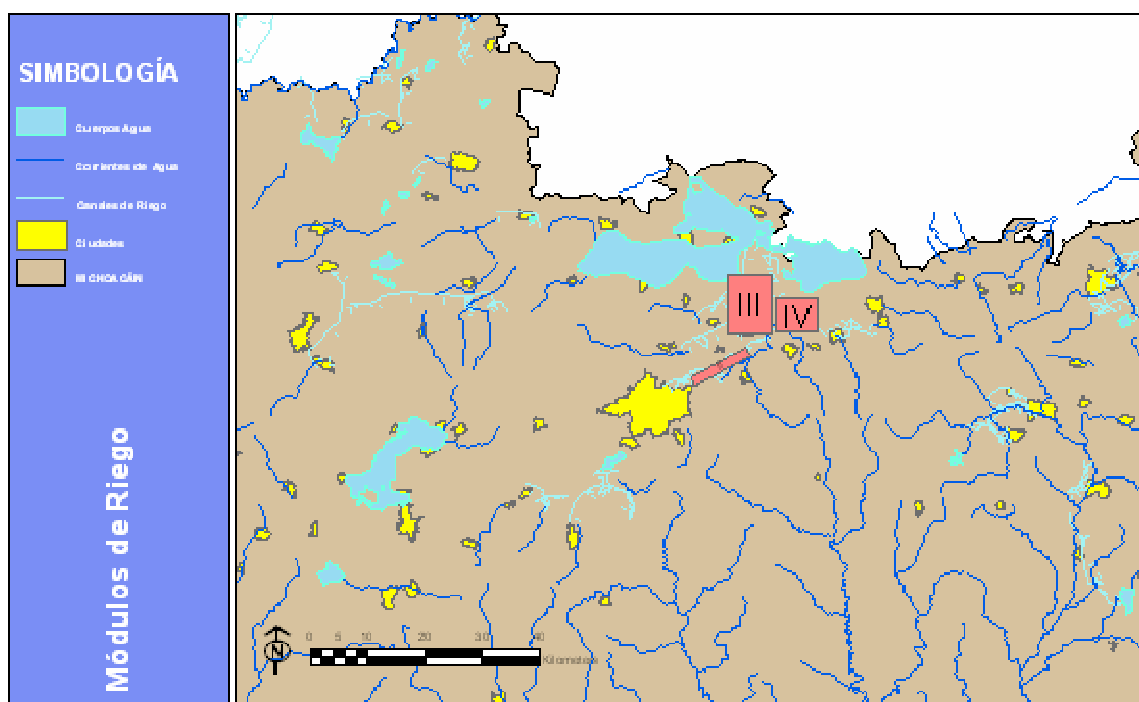 SIMBOLOGÍA
Cuerpos Agua
Corrientes de Agua
Canales de Riego
Ciudades
MICHOACÁN
Módulos de Riego
III
IV
0 5 10 20 30 40
Kilometers
N